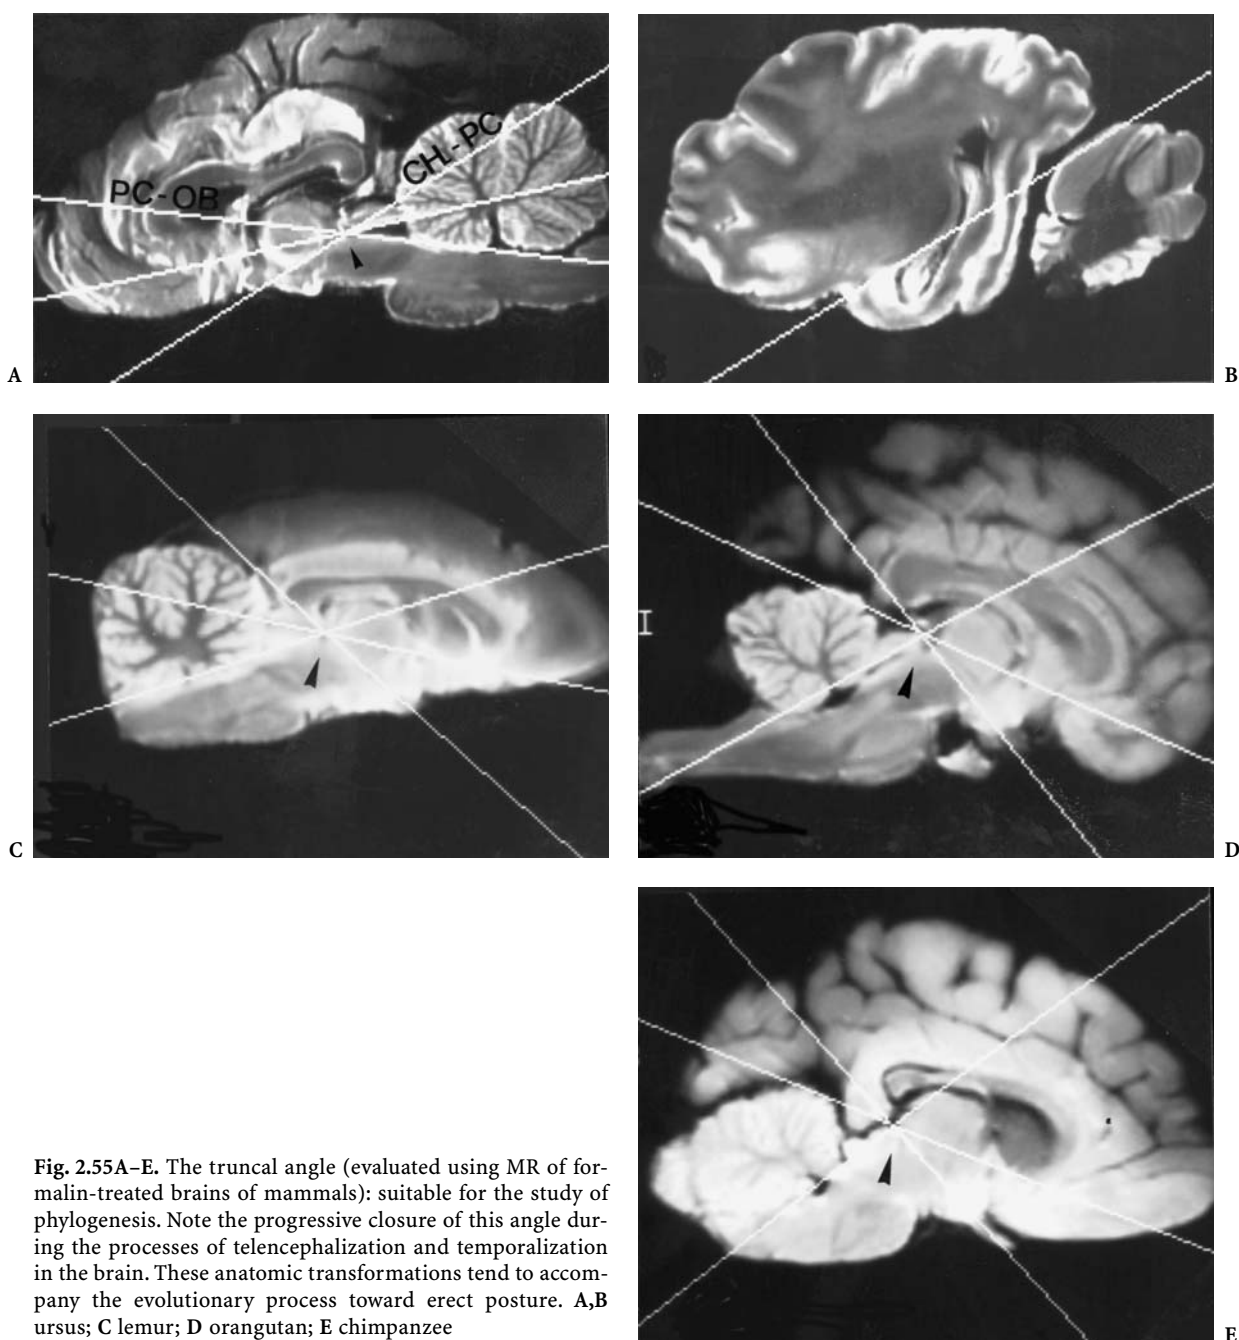 PC-OB
CHL-PC
A
B
C
I
D
Fig. 2.55A–E. The truncal angle (evaluated using MR of for-
malin-treated brains of mammals): suitable for the study of
phylogenesis. Note the progressive closure of this angle dur-
ing the processes of telencephalization and temporalization
in the brain. These anatomic transformations tend to accom-
pany the evolutionary process toward erect posture. A,B
ursus; C lemur; D orangutan; E chimpanzee
E